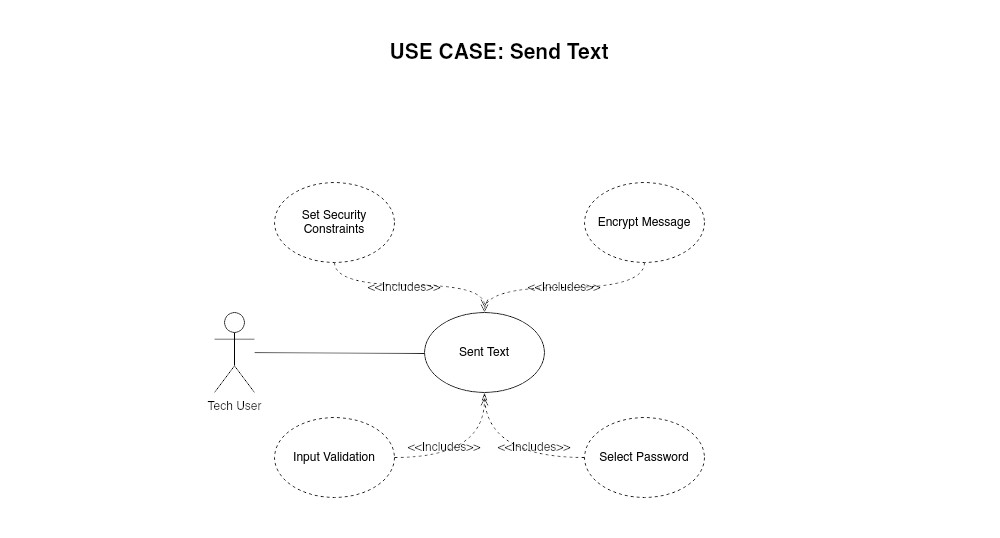 USE CASE: Send Text
Set Security
Constraints
Encrypt Message
<<Includes>>
<<Includes>>
Sent Text
Tech User
<<Includes>>
<<Includes>>
Input Validation
Select Password